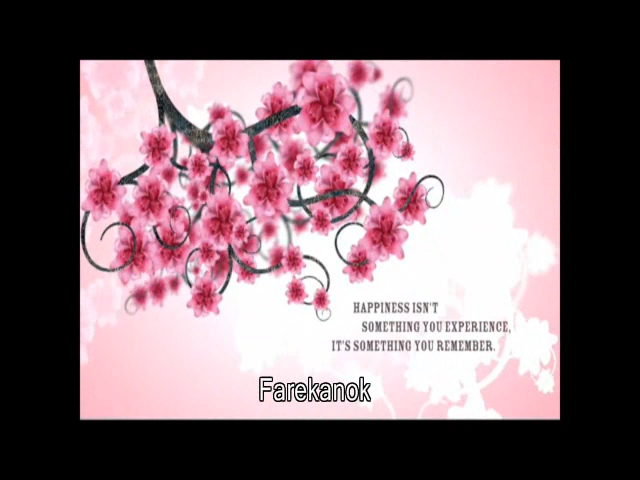 HAPPINESS ISN'T
SOMETHING YOU EXPERIENCE,
IT'S SOMETHING YOU REMEMBER.
Farekanok